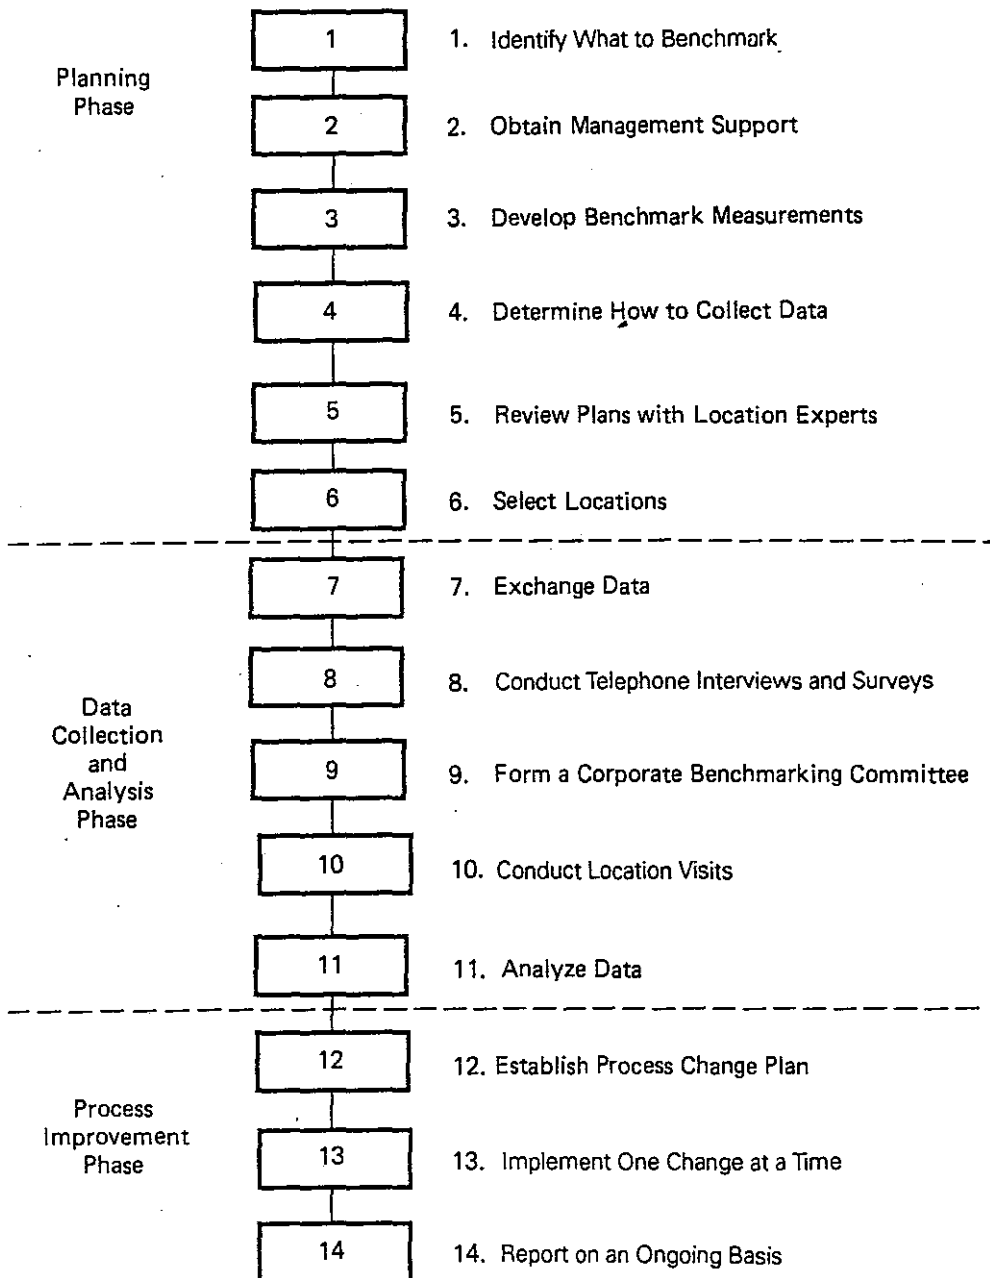 1
1. Identify What to Benchmark
Planning
Phase
2
2. Obtain Management Support
3
3. Develop Benchmark Measurements
4
4. Determine How to Collect Data
5
5. Review Plans with Location Experts
6
6. Select Locations
7
7. Exchange Data
8
8. Conduct Telephone Interviews and Surveys
Data
Collection
and
Analysis
Phase
9
9. Form a Corporate Benchmarking Committee
10
10. Conduct Location Visits
11
11. Analyze Data
12
12. Establish Process Change Plan
Process
Improvement
Phase
13
13. Implement One Change at a Time
14
14. Report on an Ongoing Basis